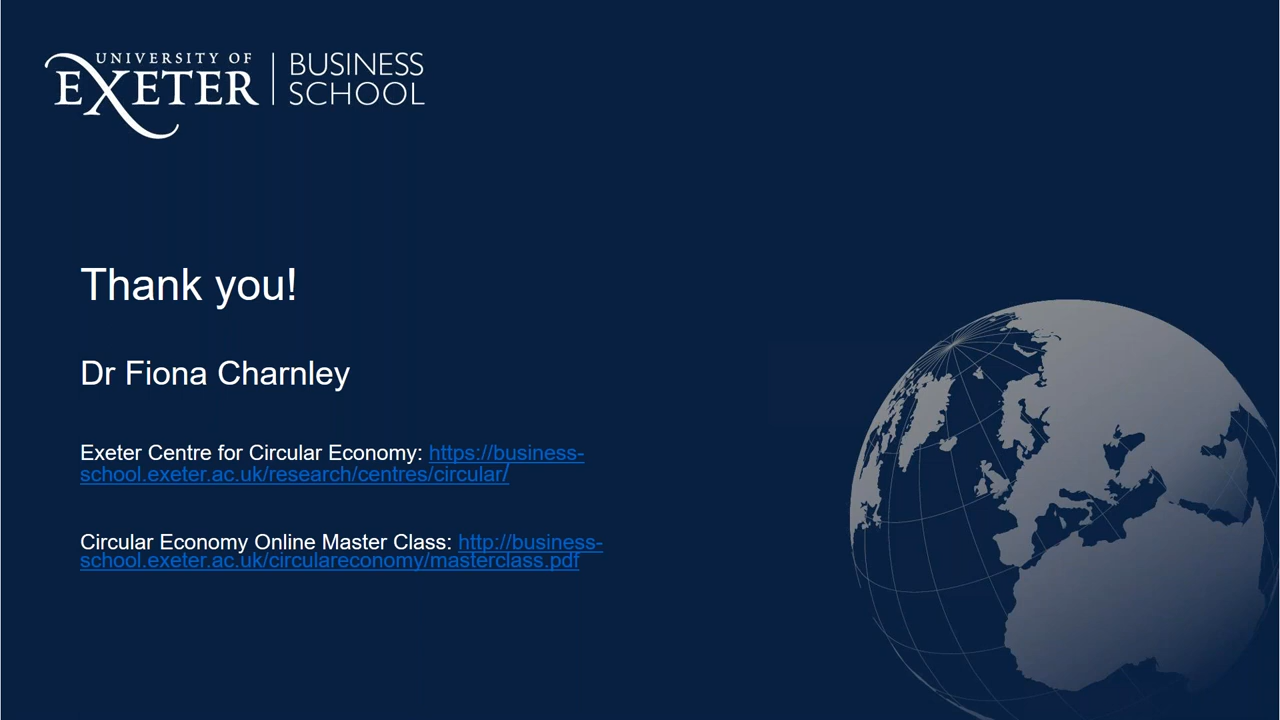 UNIVERSITY OF
EXETER
BUSINESS
SCHOOL
Thank you!
Dr Fiona Charnley
Exeter Centre for Circular Economy: https://business-
school.exeter.ac.uk/research/centres/circular/
Circular Economy Online Master Class: http://business-
school.exeter.ac.uk/circulareconomy/masterclass.pdf